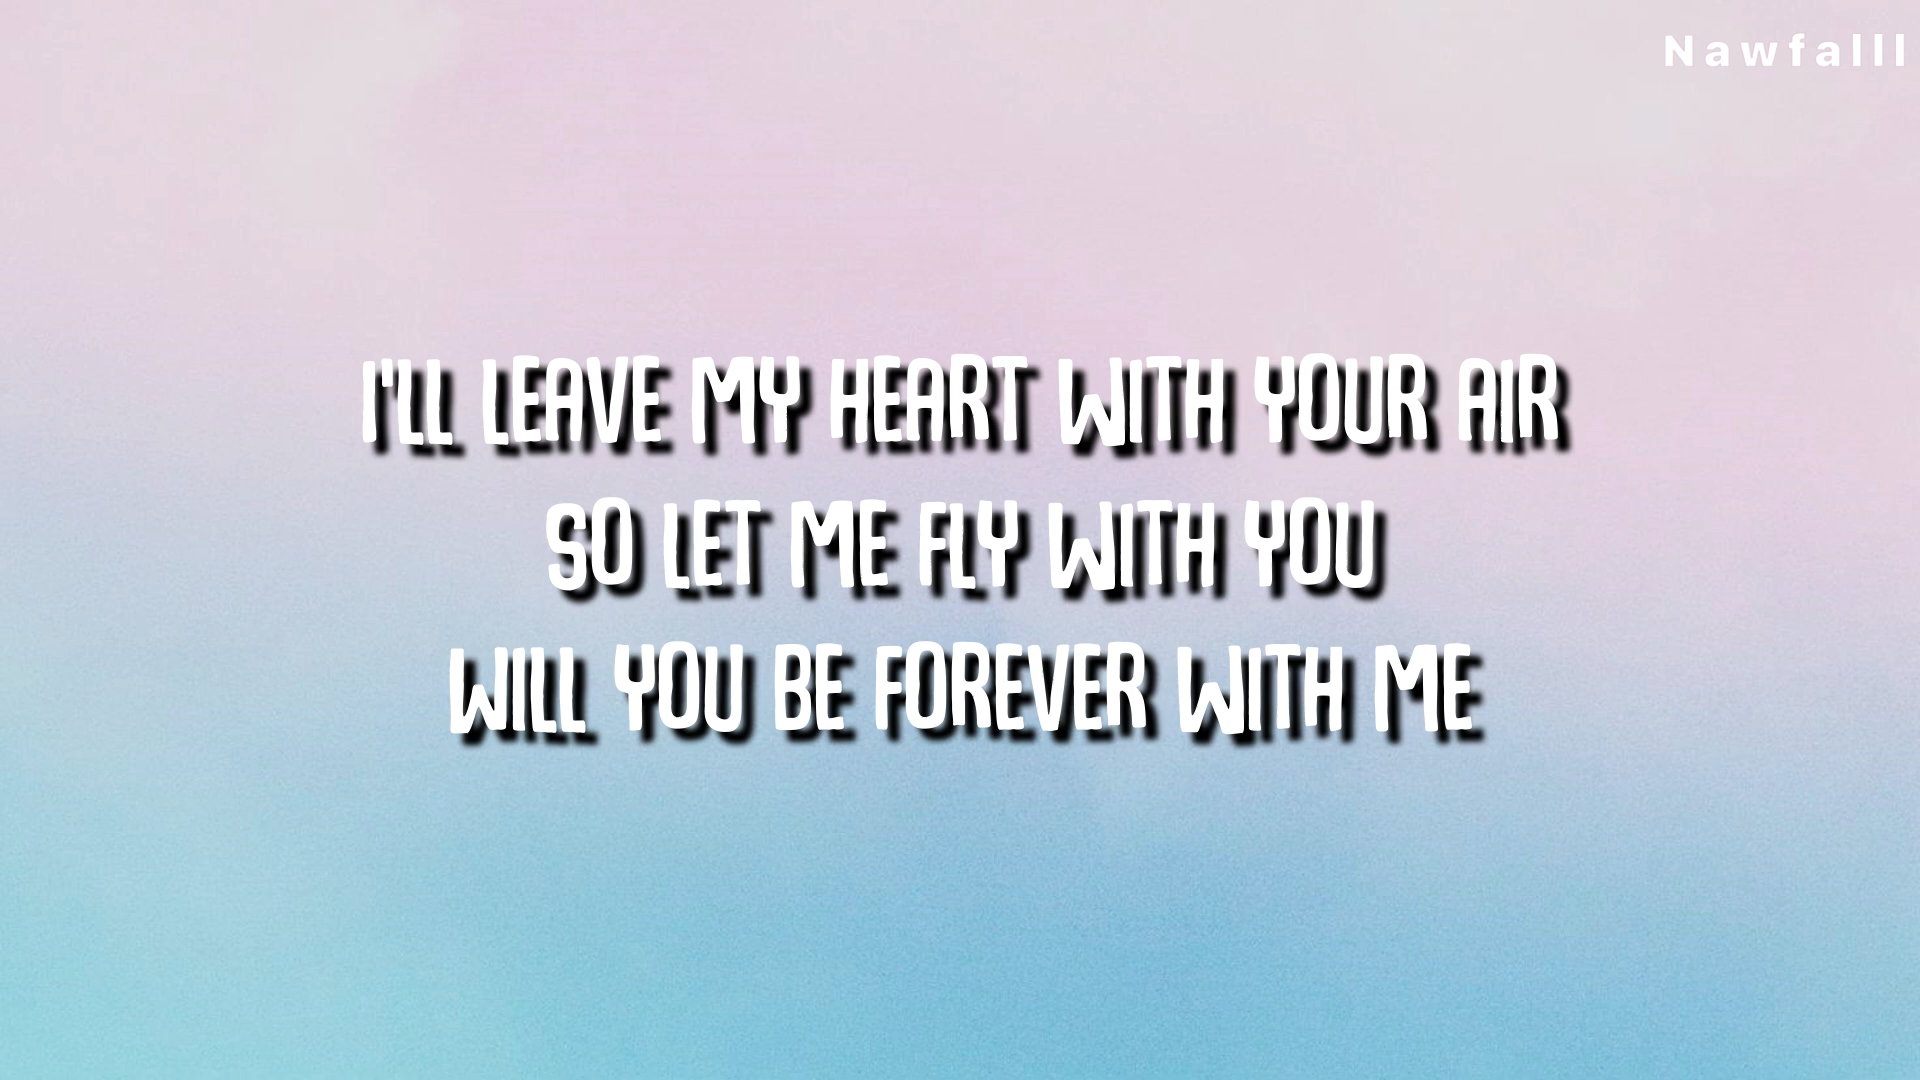 Nawfalll
I'LL LEAVE MY HEART WITH YOUR AIR
SO LET ME FLY WITH YOU
WILL YOU BE FOREVER WITH ME